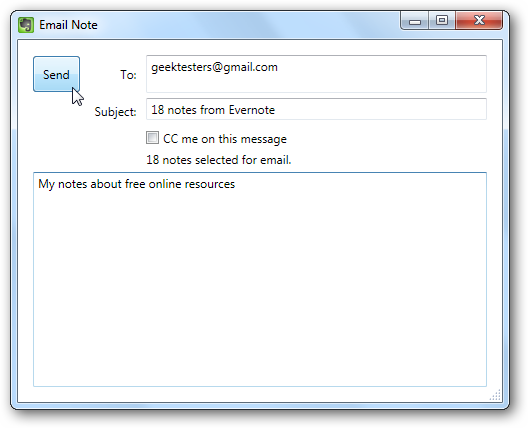 Email Note
Send
To:
geektesters@gmail.com
Subject:
18 notes from Evernote
CC me on this message
18 notes selected for email.
My notes about free online resources